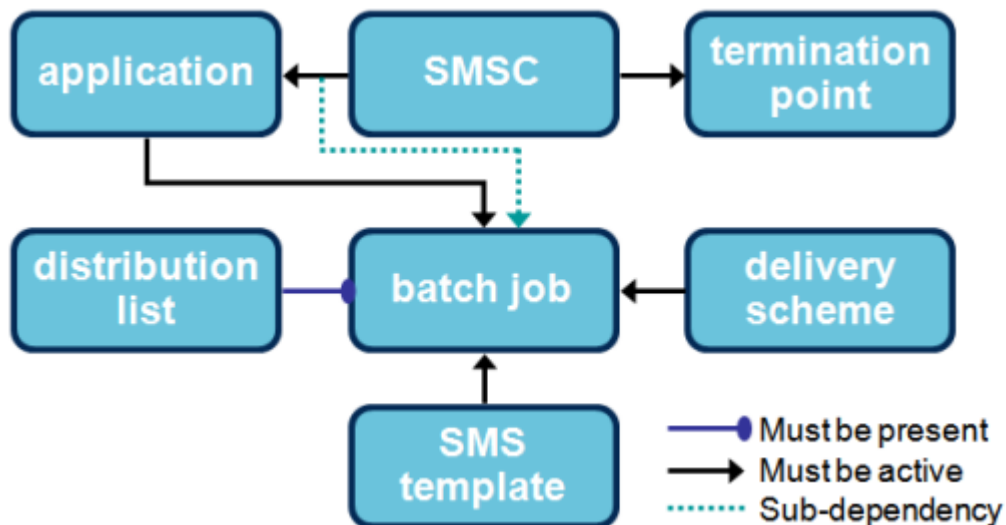 application
SMSC
termination
point
distribution
list
batch job
delivery
scheme
SMS
template
Must be present
Must be active
Sub-dependency